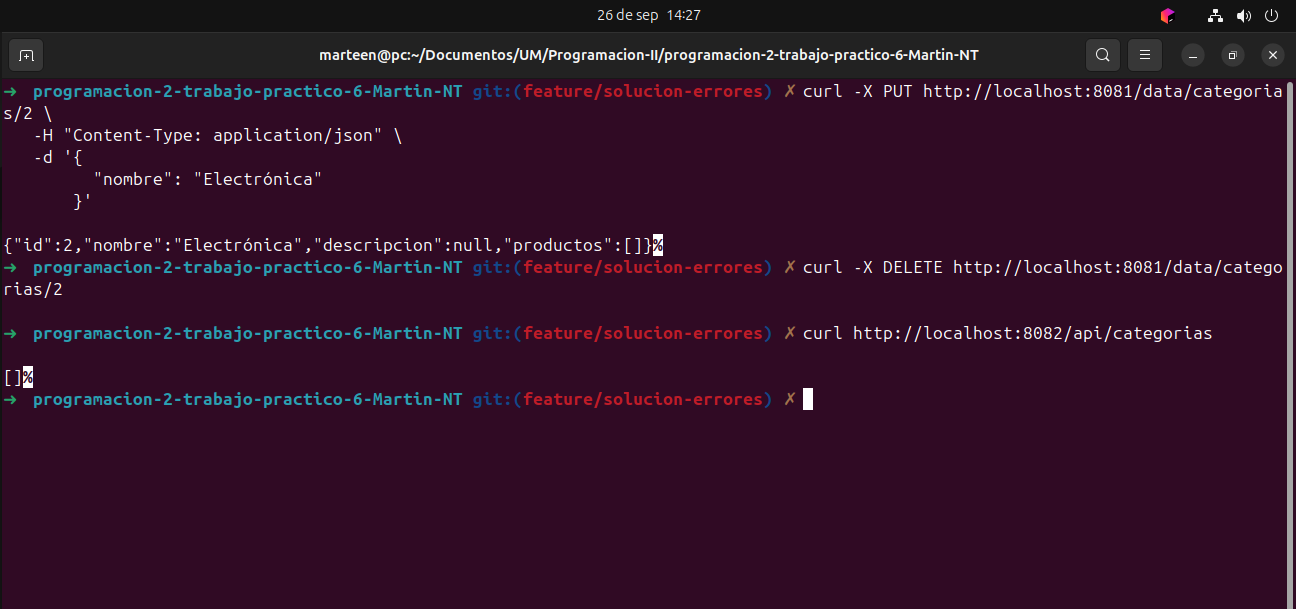 26 de sep 14:27
marteen@pc:~/Documentos/UM/Programacion-II/programacion-2-trabajo-practico-6-Martin-NT
➜  programacion-2-trabajo-practico-6-Martin-NT git:(feature/solucion-errores) ✗ curl -X PUT http://localhost:8081/data/categoria
s/2 \
   -H "Content-Type: application/json" \
   -d '{
         "nombre": "Electrónica"
       }'
{"id":2,"nombre":"Electrónica","descripcion":null,"productos":[]}%
➜  programacion-2-trabajo-practico-6-Martin-NT git:(feature/solucion-errores) ✗ curl -X DELETE http://localhost:8081/data/catego
rias/2
➜  programacion-2-trabajo-practico-6-Martin-NT git:(feature/solucion-errores) ✗ curl http://localhost:8082/api/categorias
[]%
➜  programacion-2-trabajo-practico-6-Martin-NT git:(feature/solucion-errores) ✗